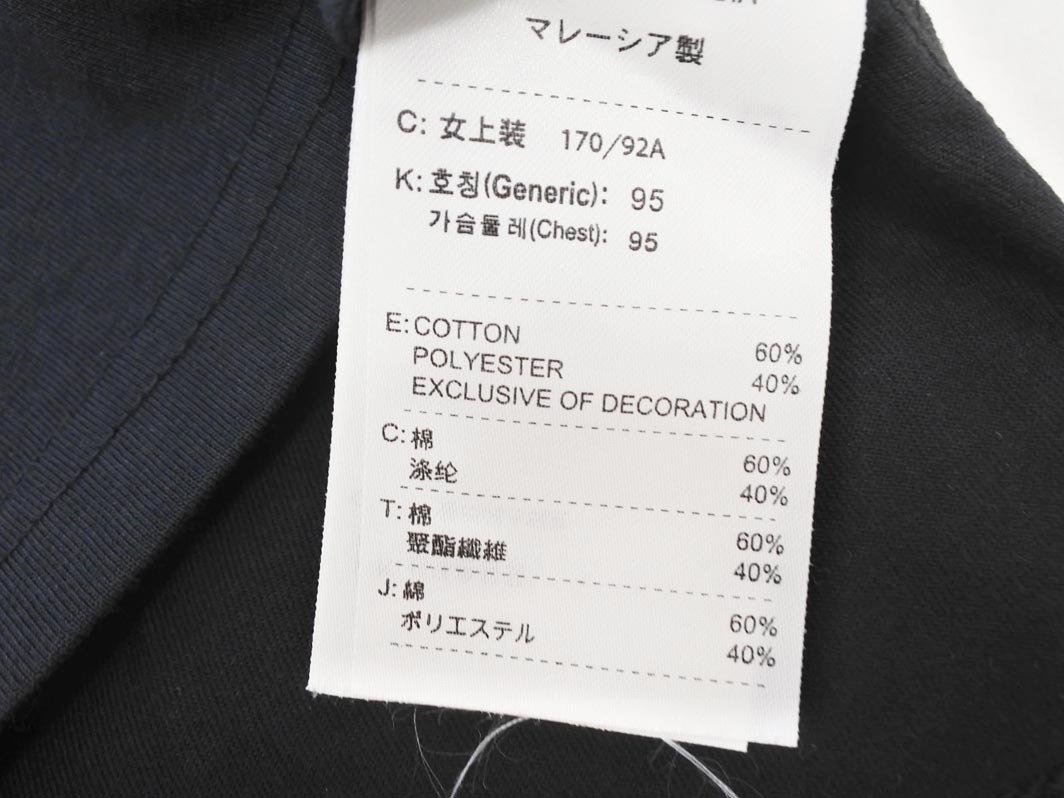 マレーシア製
C: 女上装 170/92A
K: 호칭(Generic): 95
가슴둘레(Chest): 95
E: COTTON 60%
POLYESTER 40%
EXCLUSIVE OF DECORATION
C: 棉 60%
涤纶 40%
T: 棉 60%
聚酯纖維 40%
J: 綿 60%
ポリエステル 40%